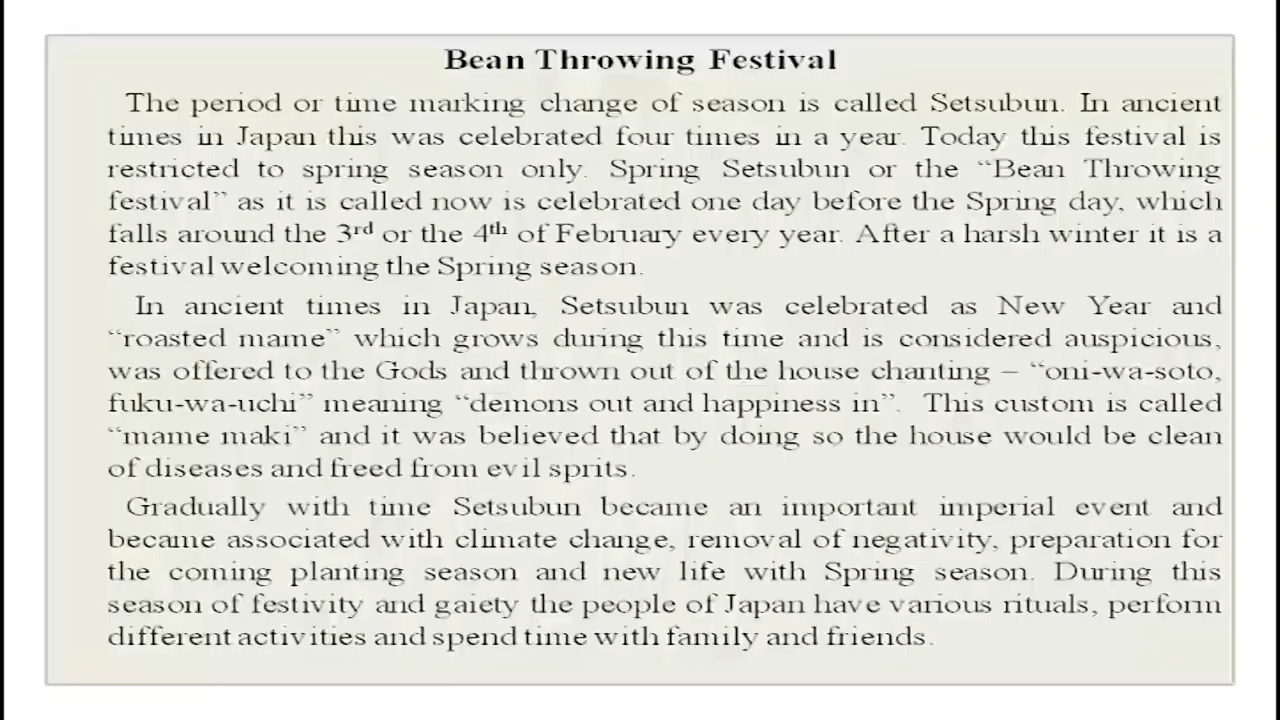 Bean Throwing Festival
The period or time marking change of season is called Setsubun. In ancient
times in Japan this was celebrated four times in a year. Today this festival is
restricted to spring season only. Spring Setsubun or the “Bean Throwing
festival” as it is called now is celebrated one day before the Spring day, which
falls around the 3rd or the 4th of February every year. After a harsh winter it is a
festival welcoming the Spring season.
In ancient times in Japan, Setsubun was celebrated as New Year and
“roasted mame” which grows during this time and is considered auspicious,
was offered to the Gods and thrown out of the house chanting – “oni-wa-soto,
fuku-wa-uchi” meaning “demons out and happiness in”. This custom is called
“mame maki” and it was believed that by doing so the house would be clean
of diseases and freed from evil sprits.
Gradually with time Setsubun became an important imperial event and
became associated with climate change, removal of negativity, preparation for
the coming planting season and new life with Spring season. During this
season of festivity and gaiety the people of Japan have various rituals, perform
different activities and spend time with family and friends.